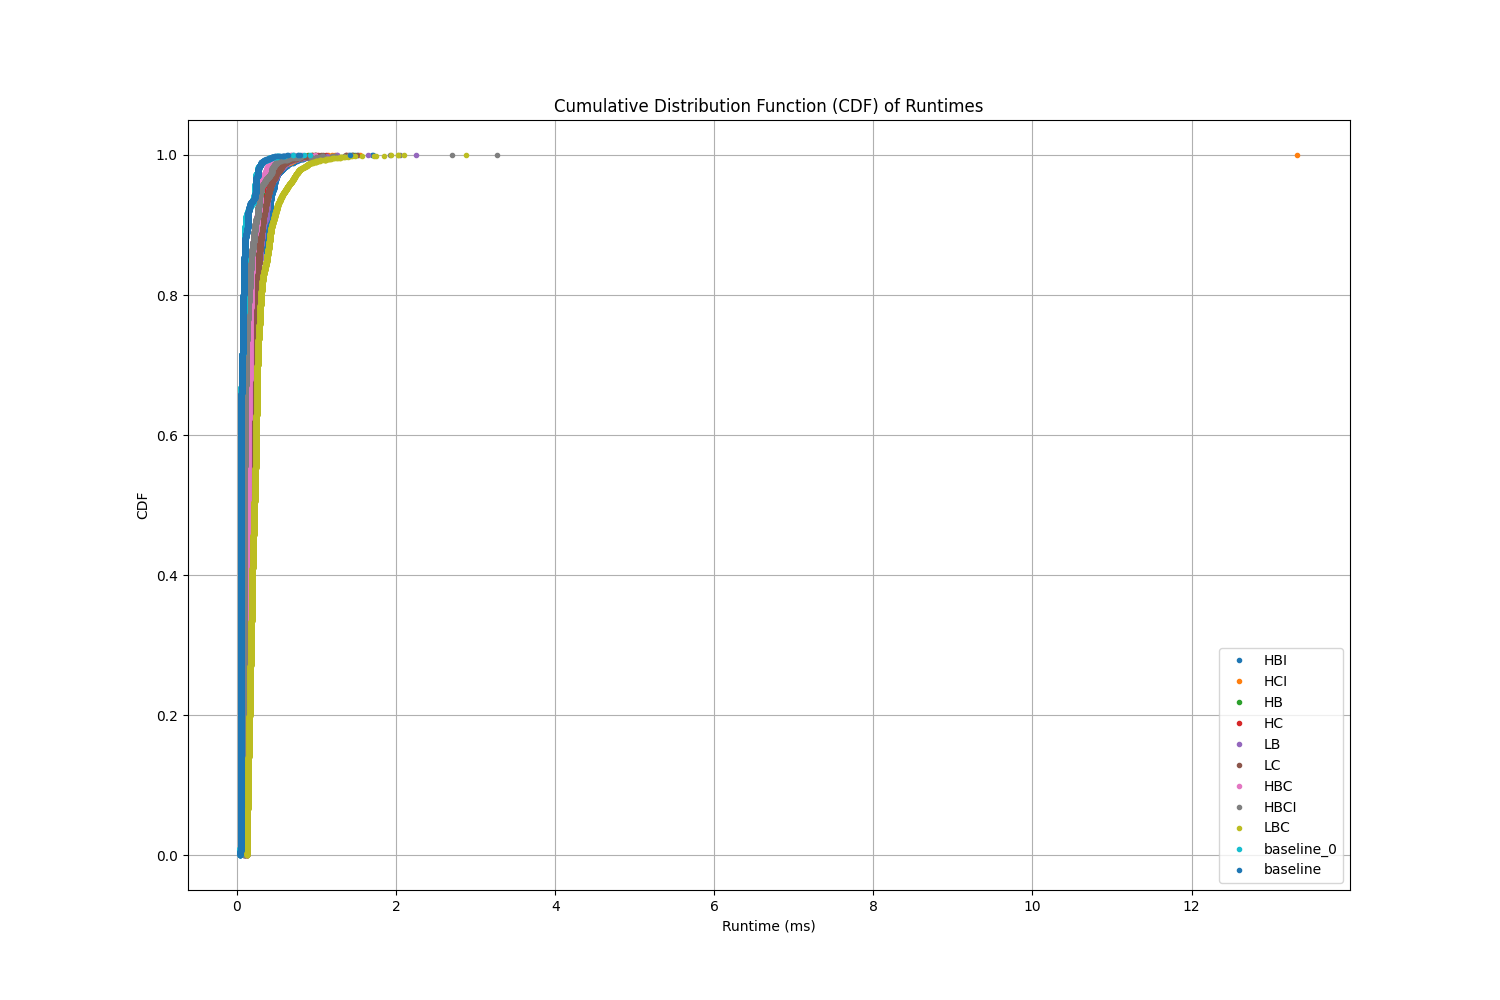 Cumulative Distribution Function (CDF) of Runtimes
1.0
0.8
0.6
0.4
0.2
0.0
CDF
0
2
4
6
8
10
12
Runtime (ms)
HBI
HCI
HB
HC
LB
LC
HBC
HBCI
LBC
baseline_0
baseline